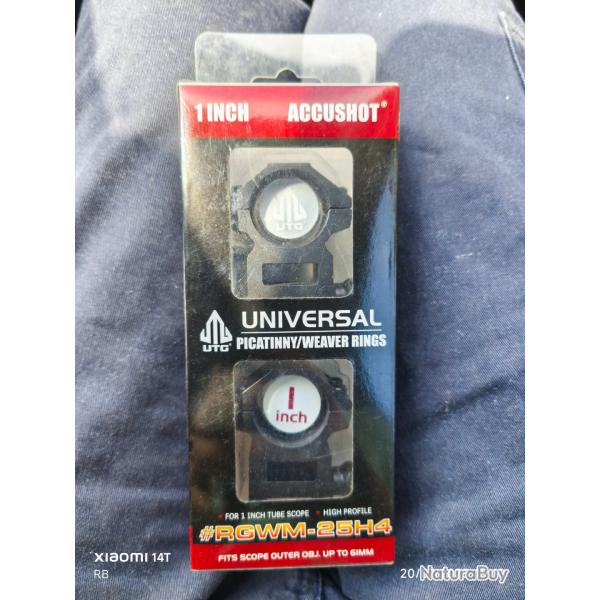 1 INCH ACCUSHOT®
UTG
UNIVERSAL
UTG® PICATINNY/WEAVER RINGS
1
inch
• FOR 1 INCH TUBE SCOPE • HIGH PROFILE
#RGWM-25H4
FITS SCOPE OUTER OBJ. UP TO 61MM
XIAOMI 14T
RB
20/
NaturaBuy